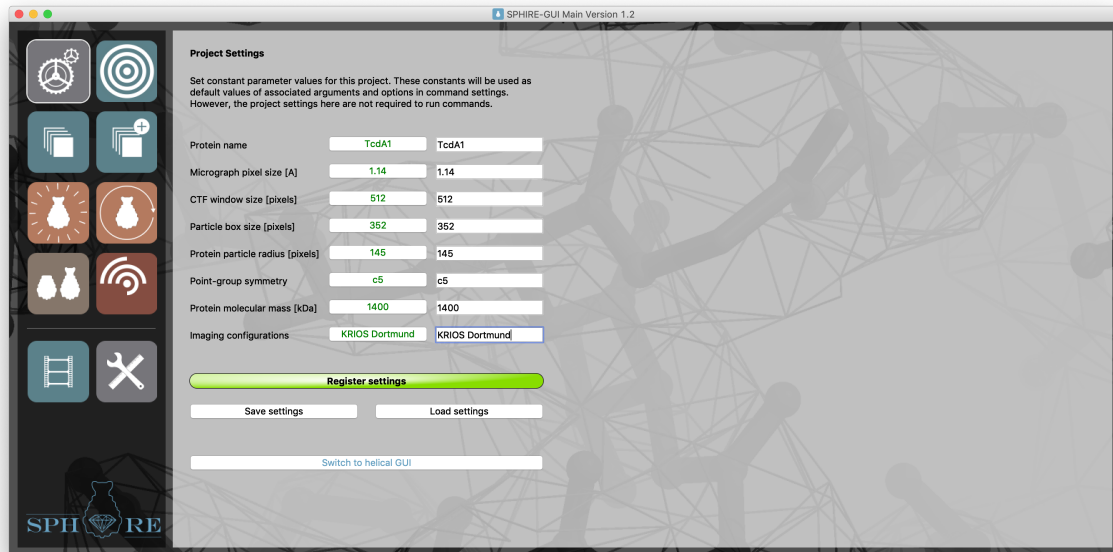 SPHIRE-GUI Main Version 1.2
Project Settings
Set constant parameter values for this project. These constants will be used as
default values of associated arguments and options in command settings.
However, the project settings here are not required to run commands.
Protein name TcdA1 TcdA1
Micrograph pixel size [A] 1.14 1.14
CTF window size [pixels] 512 512
Particle box size [pixels] 352 352
Protein particle radius [pixels] 145 145
Point-group symmetry c5 c5
Protein molecular mass [kDa] 1400 1400
Imaging configurations KRIOS Dortmund KRIOS Dortmund
Register settings
Save settings Load settings
Switch to helical GUI
SPH RE